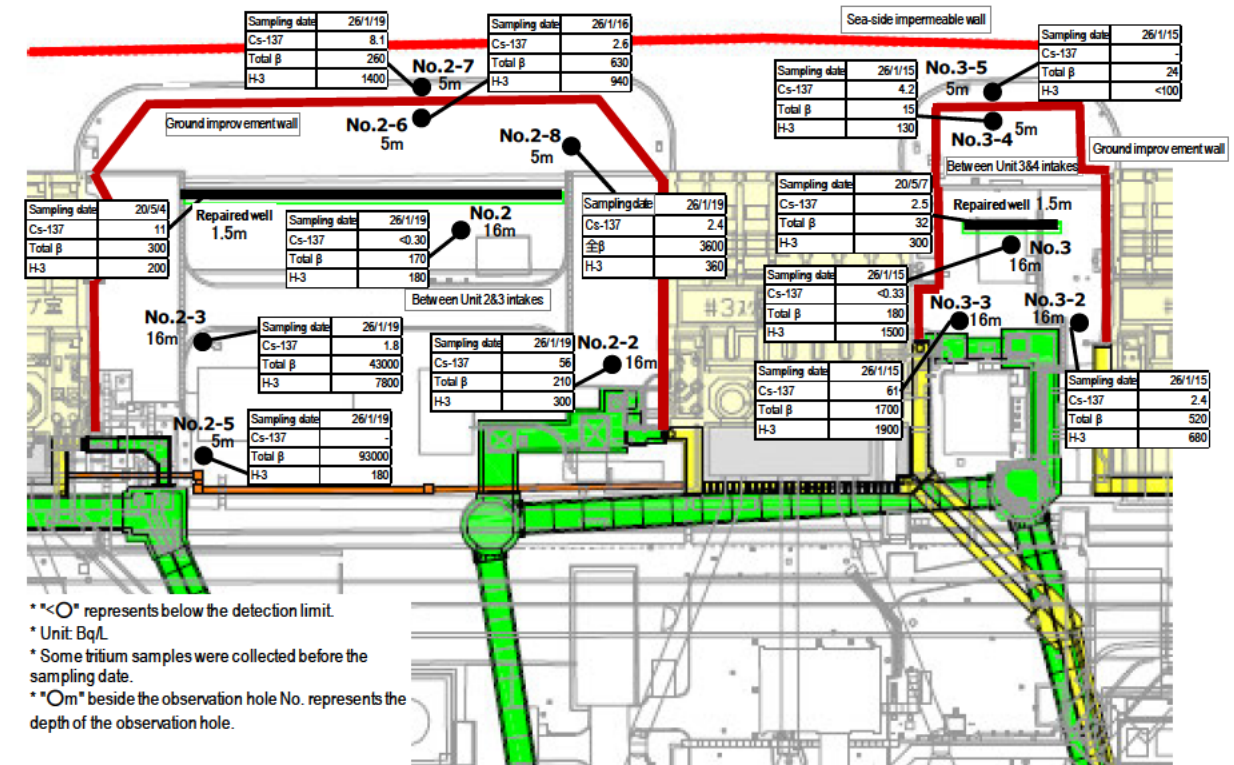 Sea-side impermeable wall
Sampling date 26/1/19
Cs-137 8.1
Total β 260
H-3 1400
No.2-7
5m
Sampling date 26/1/16
Cs-137 2.6
Total β 630
H-3 940
No.2-6
5m
Ground improvement wall
No.2-8
5m
Sampling date 26/1/15
Cs-137 4.2
Total β 15
H-3 130
No.3-5
5m
Sampling date 26/1/15
Cs-137 -
Total β 24
H-3 <100
No.3-4
5m
Ground improvement wall
Between Unit 3&4 intakes
Sampling date 20/5/4
Cs-137 11
Total β 300
H-3 200
Repaired well
1.5m
Sampling date 26/1/19
Cs-137 <0.30
Total β 170
H-3 180
No.2
16m
Between Unit 2&3 intakes
Sampling date 26/1/19
Cs-137 2.4
全β 3600
H-3 360
Sampling date 20/5/7
Cs-137 2.5
Total β 32
H-3 300
Repaired well 1.5m
No.3
16m
Sampling date 26/1/15
Cs-137 <0.33
Total β 180
H-3 1500
No.3-3
16m
No.3-2
16m
No.2-3
16m
Sampling date 26/1/19
Cs-137 1.8
Total β 43000
H-3 7800
Sampling date 26/1/19
Cs-137 56
Total β 210
H-3 300
No.2-2
16m
Sampling date 26/1/15
Cs-137 61
Total β 1700
H-3 1900
Sampling date 26/1/15
Cs-137 2.4
Total β 520
H-3 680
No.2-5
5m
Sampling date 26/1/19
Cs-137 -
Total β 93000
H-3 180
* "<○" represents below the detection limit.
* Unit: Bq/L
* Some tritium samples were collected before the
sampling date.
* "○m" beside the observation hole No. represents the
depth of the observation hole.